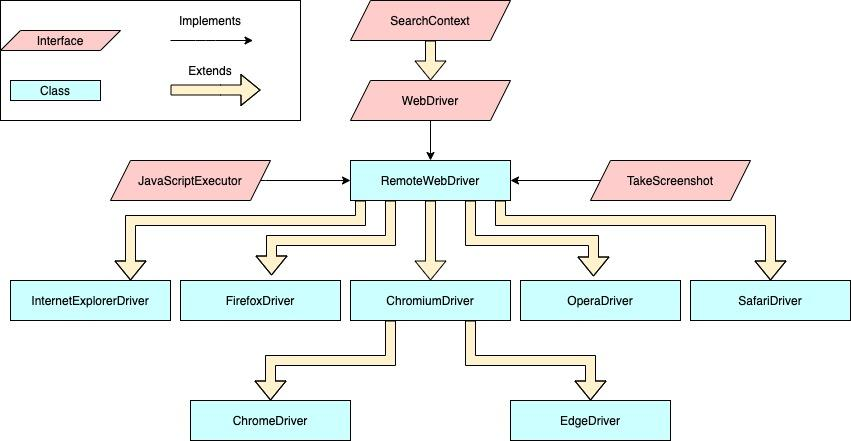 Implements
Interface
Extends
Class
SearchContext
WebDriver
JavaScriptExecutor
RemoteWebDriver
TakeScreenshot
InternetExplorerDriver
FirefoxDriver
ChromiumDriver
OperaDriver
SafariDriver
ChromeDriver
EdgeDriver